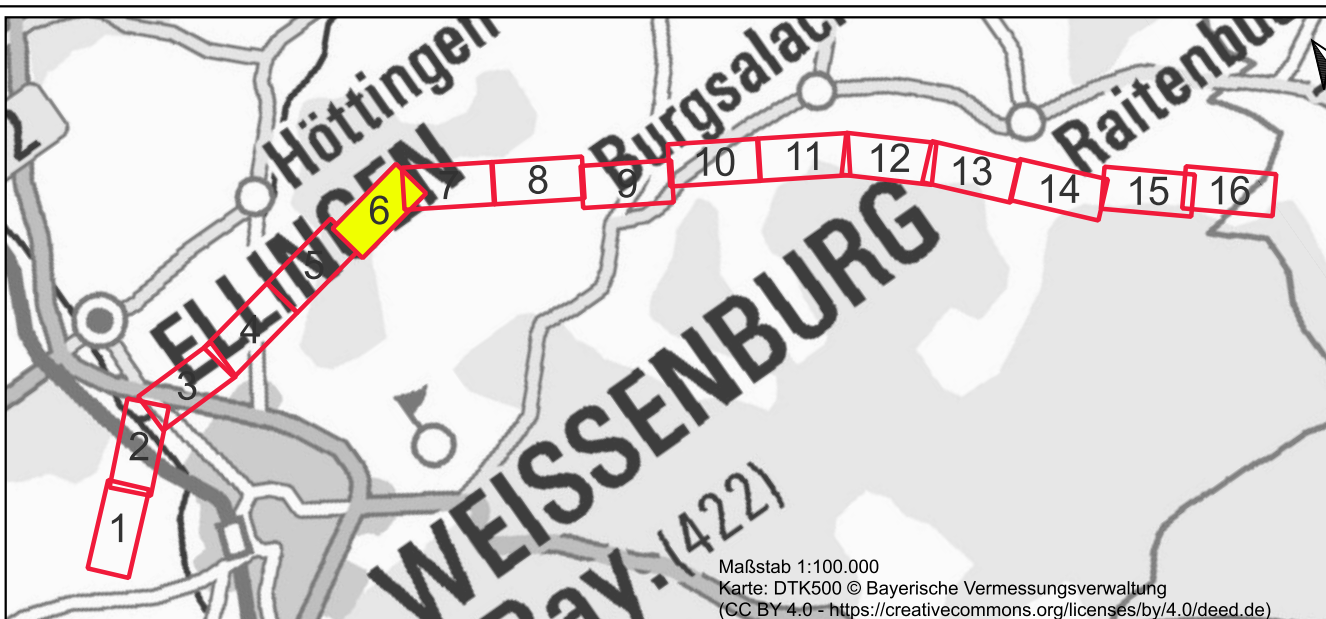 2
Höttingen
Burgsalach
Raitenbuc
ELLINGEN
WEISSENBURG
Bay. (422)
1
2
3
4
5
6
7
8
9
10
11
12
13
14
15
16
Maßstab 1:100.000
Karte: DTK500 © Bayerische Vermessungsverwaltung
(CC BY 4.0 - https://creativecommons.org/licenses/by/4.0/deed.de)